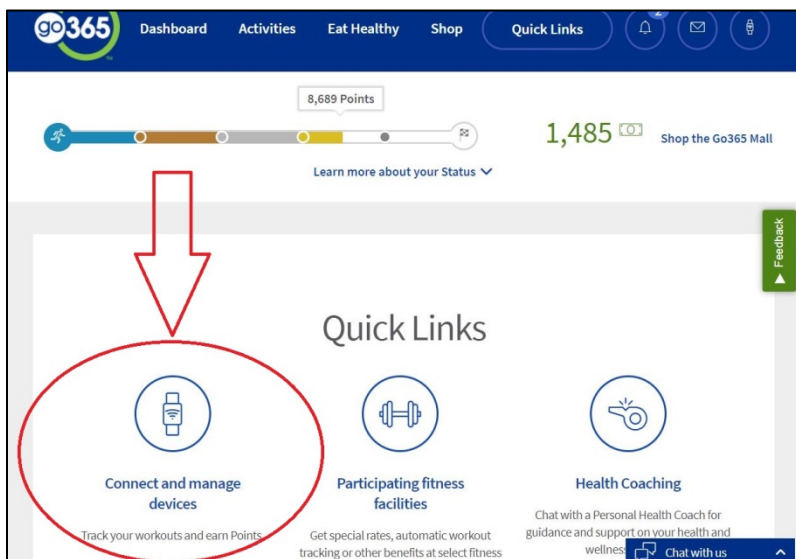 go365
Dashboard Activities Eat Healthy Shop Quick Links 2
8,689 Points
1,485 Shop the Go365 Mall
Learn more about your Status
Feedback
Quick Links
Connect and manage
devices
Track your workouts and earn Points
Participating fitness
facilities
Get special rates, automatic workout
tracking or other benefits at select fitness
Health Coaching
Chat with a Personal Health Coach for
guidance and support on your health and
wellness
Chat with us